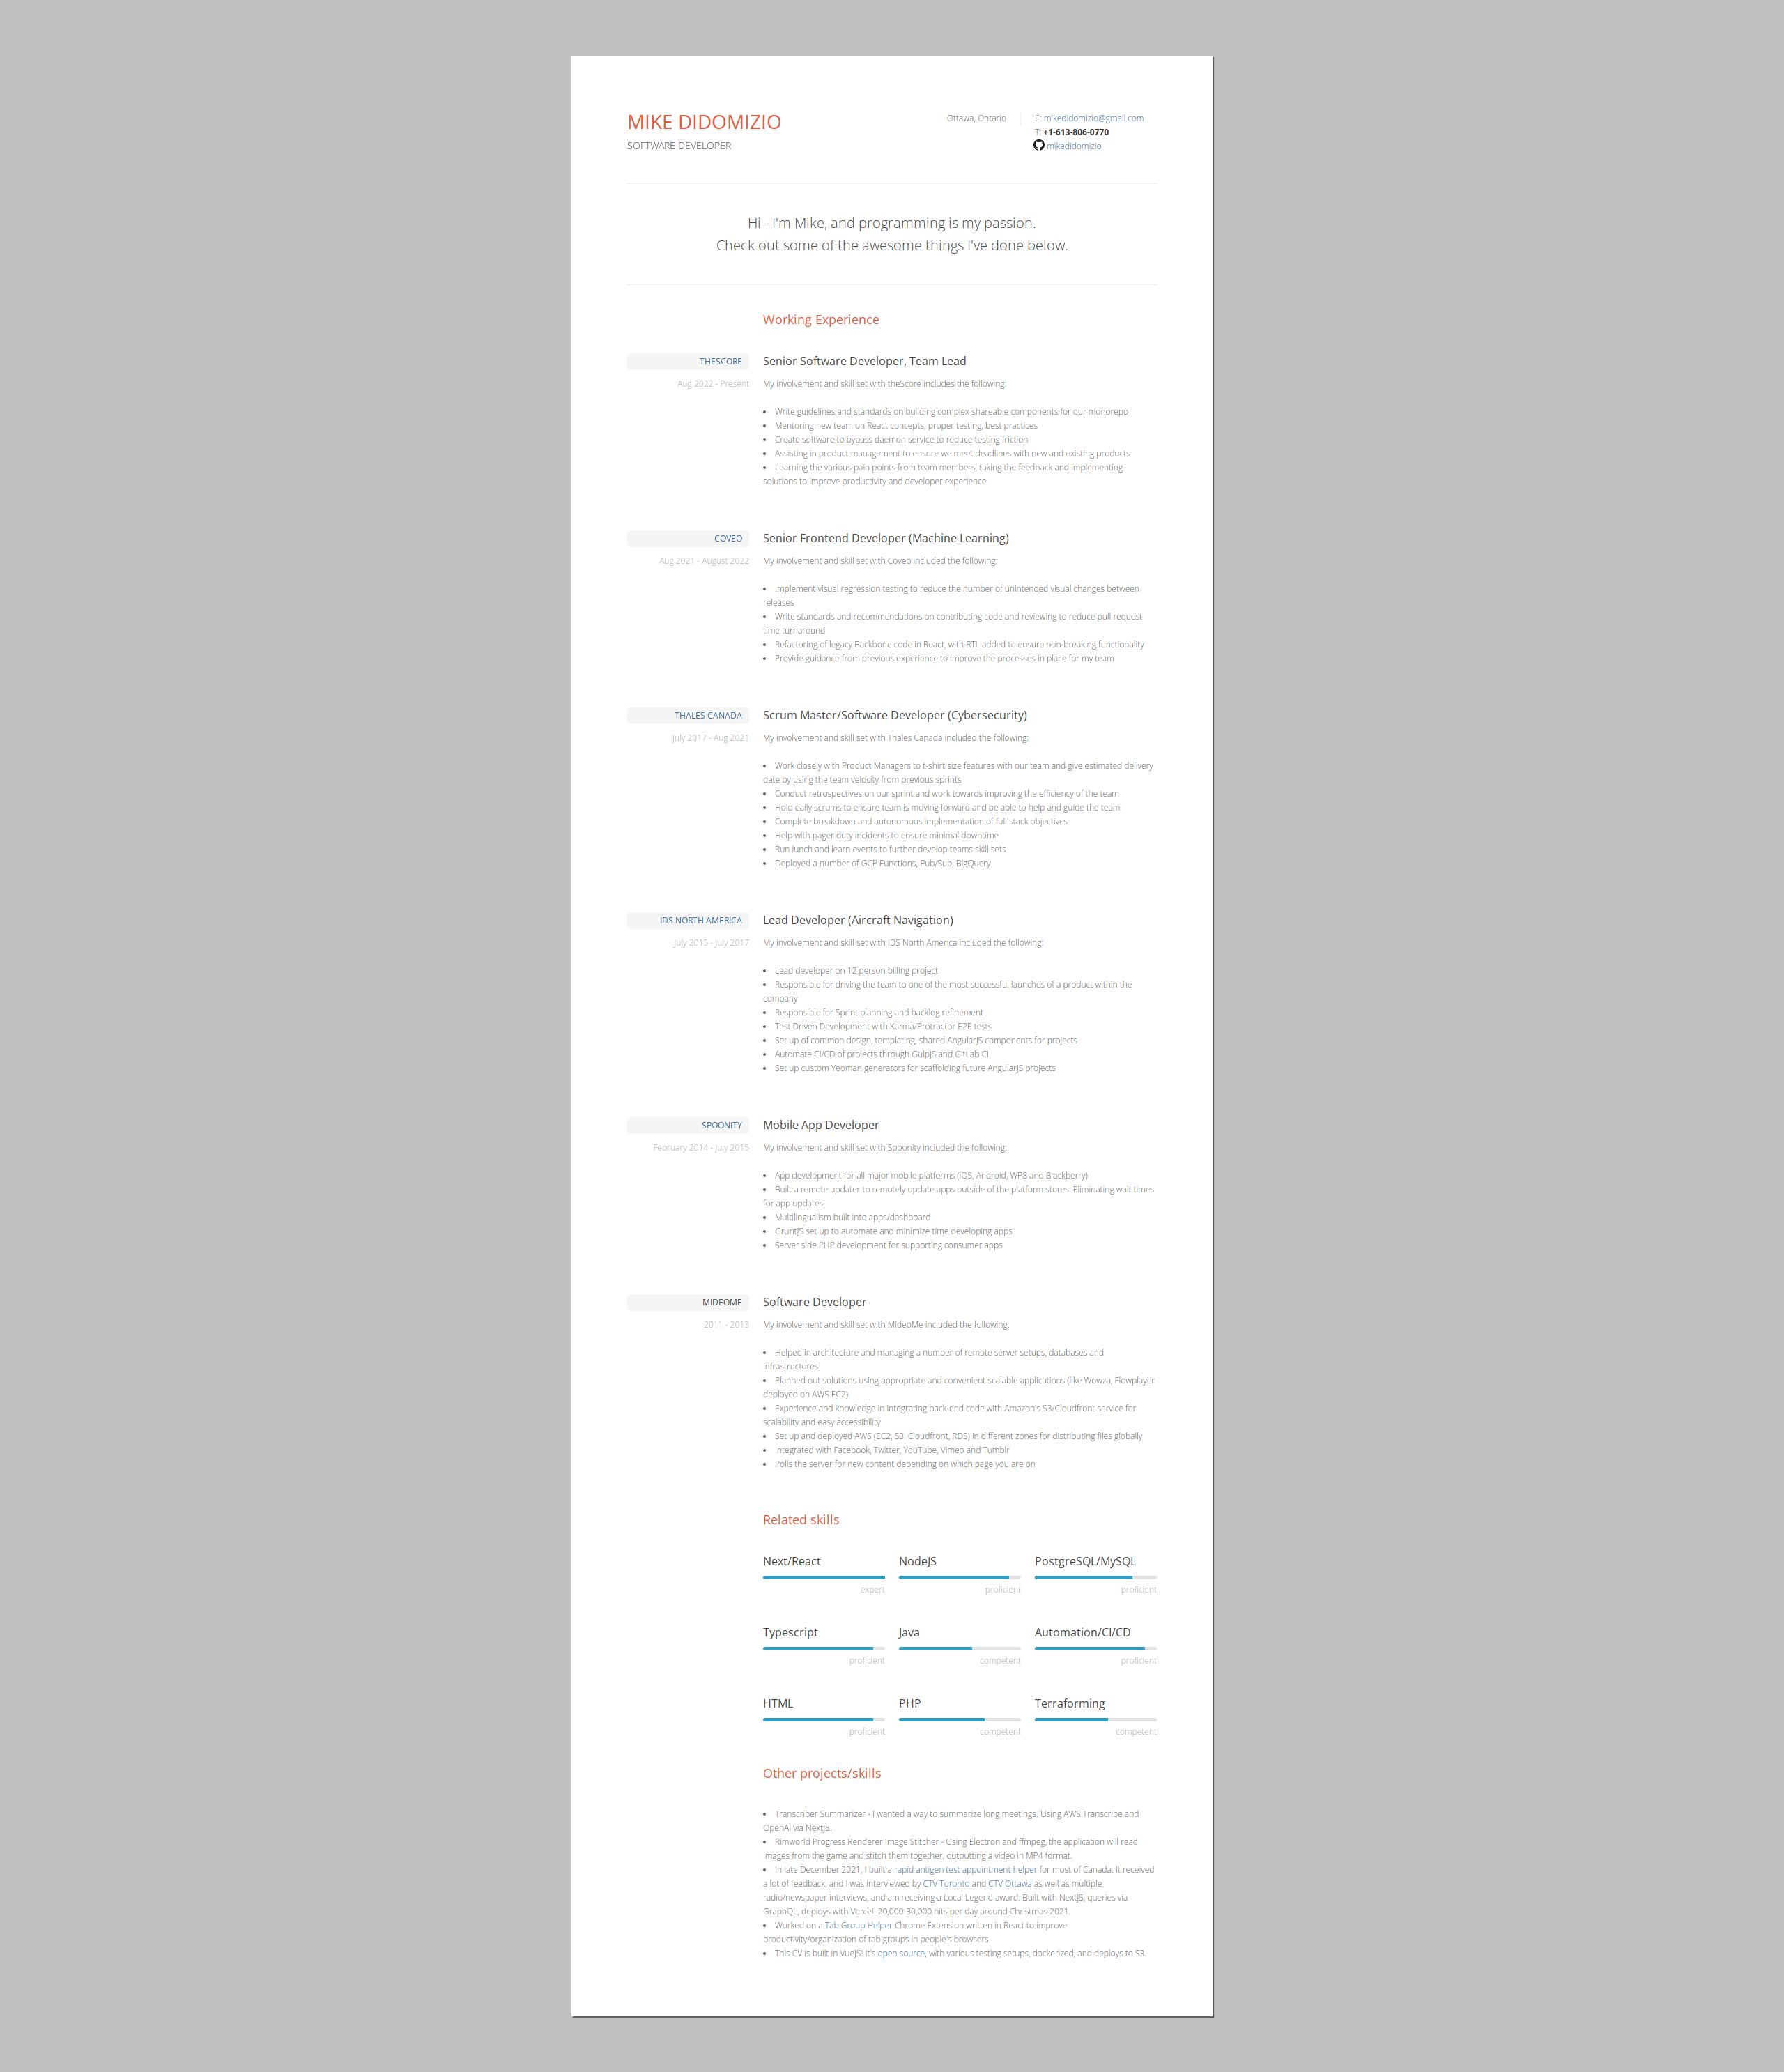 MIKE DIDOMIZIO
SOFTWARE DEVELOPER
Ottawa, Ontario
E: mikedidomizio@gmail.com
T: +1-613-806-0770
mikedidomizio
Hi - I'm Mike, and programming is my passion.
Check out some of the awesome things I've done below.
Working Experience
THESCORE
Aug 2022 - Present
Senior Software Developer, Team Lead
My involvement and skill set with theScore includes the following:
• Write guidelines and standards on building complex shareable components for our monorepo
• Mentoring new team on React concepts, proper testing, best practices
• Create software to bypass daemon service to reduce testing friction
• Assisting in product management to ensure we meet deadlines with new and existing products
• Learning the various pain points from team members, taking the feedback and implementing
solutions to improve productivity and developer experience
COVEO
Aug 2021 - August 2022
Senior Frontend Developer (Machine Learning)
My involvement and skill set with Coveo included the following:
• Implement visual regression testing to reduce the number of unintended visual changes between
releases
• Write standards and recommendations on contributing code and reviewing to reduce pull request
time turnaround
• Refactoring of legacy Backbone code in React, with RTL added to ensure non-breaking functionality
• Provide guidance from previous experience to improve the processes in place for my team
THALES CANADA
July 2017 - Aug 2021
Scrum Master/Software Developer (Cybersecurity)
My involvement and skill set with Thales Canada included the following:
• Work closely with Product Managers to t-shirt size features with our team and give estimated delivery
date by using the team velocity from previous sprints
• Conduct retrospectives on our sprint and work towards improving the efficiency of the team
• Hold daily scrums to ensure team is moving forward and be able to help and guide the team
• Complete breakdown and autonomous implementation of full stack objectives
• Help with pager duty incidents to ensure minimal downtime
• Run lunch and learn events to further develop teams skill sets
• Deployed a number of GCP Functions, Pub/Sub, BigQuery
IDS NORTH AMERICA
July 2015 - July 2017
Lead Developer (Aircraft Navigation)
My involvement and skill set with IDS North America included the following:
• Lead developer on 12 person billing project
• Responsible for driving the team to one of the most successful launches of a product within the
company
• Responsible for Sprint planning and backlog refinement
• Test Driven Development with Karma/Protractor E2E tests
• Set up of common design, templating, shared AngularJS components for projects
• Automate CI/CD of projects through GulpJS and GitLab CI
• Set up custom Yeoman generators for scaffolding future AngularJS projects
SPOONITY
February 2014 - July 2015
Mobile App Developer
My involvement and skill set with Spoonity included the following:
• App development for all major mobile platforms (iOS, Android, WP8 and Blackberry)
• Built a remote updater to remotely update apps outside of the platform stores. Eliminating wait times
for app updates
• Multilingualism built into apps/dashboard
• GruntJS set up to automate and minimize time developing apps
• Server side PHP development for supporting consumer apps
MIDEOME
2011 - 2013
Software Developer
My involvement and skill set with MideoMe included the following:
• Helped in architecture and managing a number of remote server setups, databases and
infrastructures
• Planned out solutions using appropriate and convenient scalable applications (like Wowza, Flowplayer
deployed on AWS EC2)
• Experience and knowledge in integrating back-end code with Amazon's S3/Cloudfront service for
scalability and easy accessibility
• Set up and deployed AWS (EC2, S3, Cloudfront, RDS) in different zones for distributing files globally
• Integrated with Facebook, Twitter, YouTube, Vimeo and Tumblr
• Polls the server for new content depending on which page you are on
Related skills
Next/React
expert
NodeJS
proficient
PostgreSQL/MySQL
proficient
Typescript
proficient
Java
competent
Automation/CI/CD
proficient
HTML
proficient
PHP
competent
Terraforming
competent
Other projects/skills
• Transcriber Summarizer - I wanted a way to summarize long meetings. Using AWS Transcribe and
OpenAI via NextJS.
• Rimworld Progress Renderer Image Stitcher - Using Electron and ffmpeg, the application will read
images from the game and stitch them together, outputting a video in MP4 format.
• In late December 2021, I built a rapid antigen test appointment helper for most of Canada. It received
a lot of feedback, and I was interviewed by CTV Toronto and CTV Ottawa as well as multiple
radio/newspaper interviews, and am receiving a Local Legend award. Built with NextJS, queries via
GraphQL, deploys with Vercel. 20,000-30,000 hits per day around Christmas 2021.
• Worked on a Tab Group Helper Chrome Extension written in React to improve
productivity/organization of tab groups in people's browsers.
• This CV is built in VueJS! It's open source, with various testing setups, dockerized, and deploys to S3.